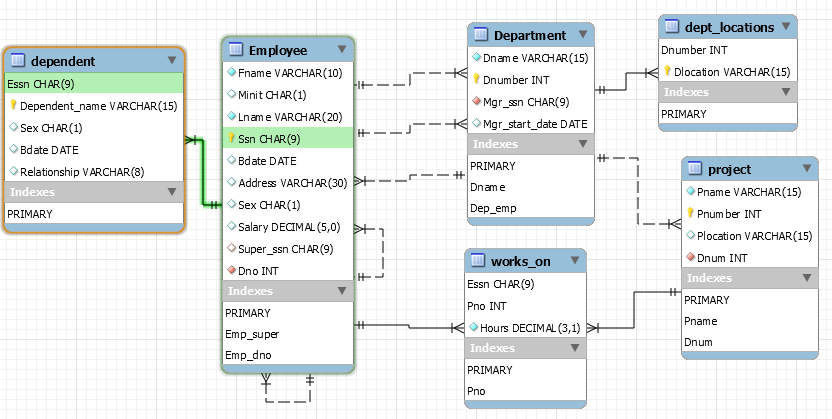 dependent
Essn CHAR(9)
Dependent_name VARCHAR(15)
Sex CHAR(1)
Bdate DATE
Relationship VARCHAR(8)
Indexes
PRIMARY
Employee
Fname VARCHAR(10)
Minit CHAR(1)
Lname VARCHAR(20)
Ssn CHAR(9)
Bdate DATE
Address VARCHAR(30)
Sex CHAR(1)
Salary DECIMAL(5,0)
Super_ssn CHAR(9)
Dno INT
Indexes
PRIMARY
Emp_super
Emp_dno
Department
Dname VARCHAR(15)
Dnumber INT
Mgr_ssn CHAR(9)
Mgr_start_date DATE
Indexes
PRIMARY
Dname
Dep_emp
dept_locations
Dnumber INT
Dlocation VARCHAR(15)
Indexes
PRIMARY
project
Pname VARCHAR(15)
Pnumber INT
Plocation VARCHAR(15)
Dnum INT
Indexes
PRIMARY
Pname
Dnum
works_on
Essn CHAR(9)
Pno INT
Hours DECIMAL(3,1)
Indexes
PRIMARY
Pno